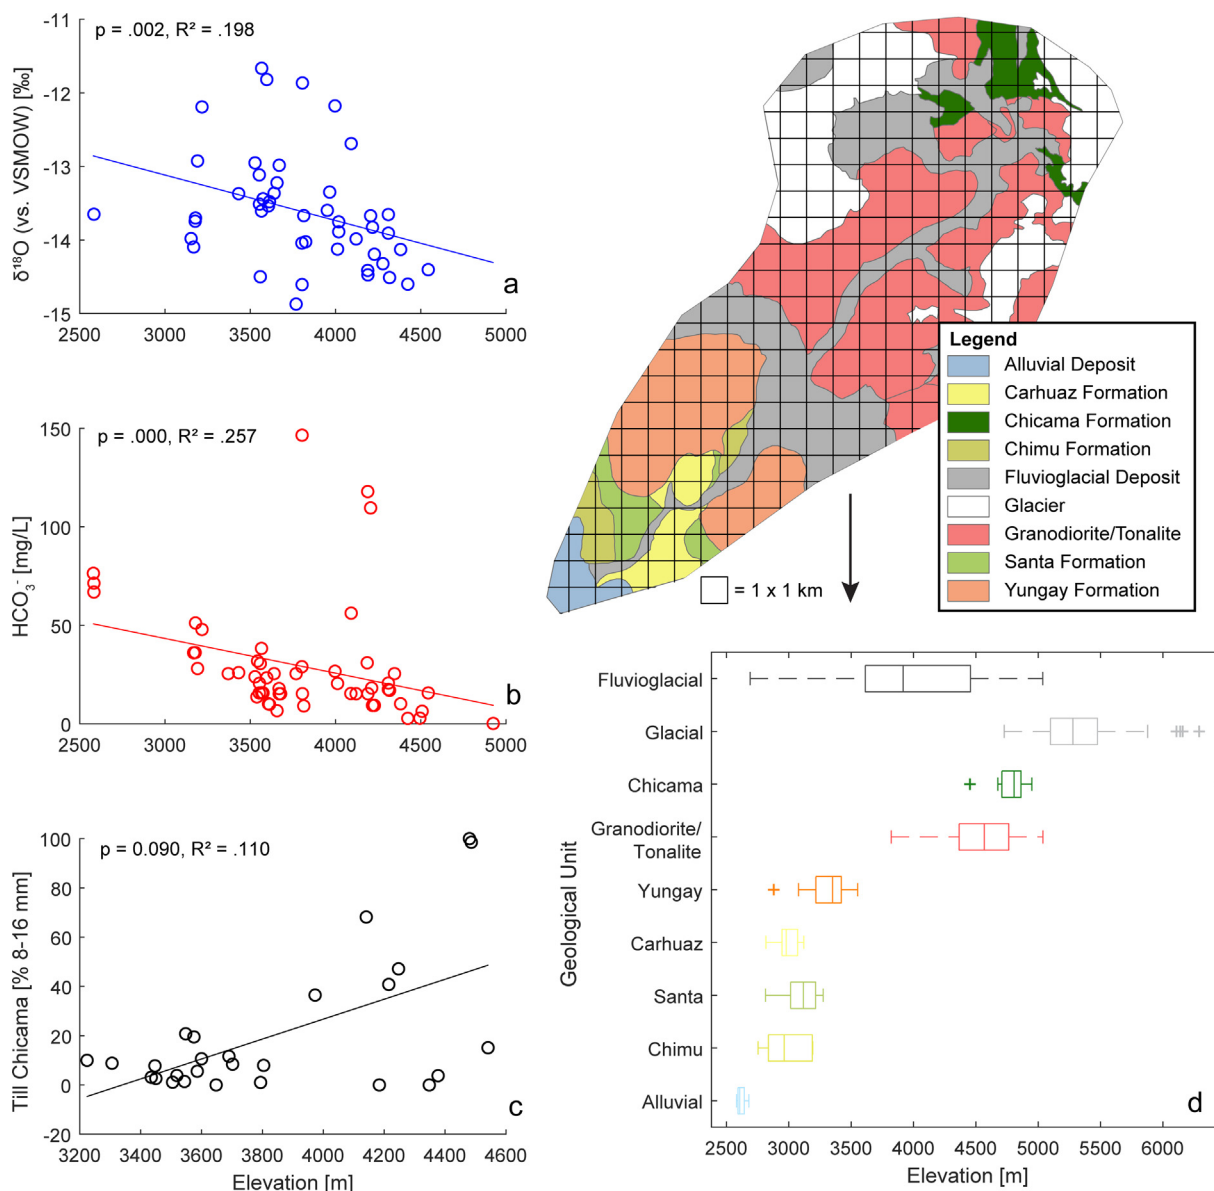 p = .002, R² = .198
δ¹⁸O (vs. VSMOW) [‰]
-11
-12
-13
-14
-15
2500 3000 3500 4000 4500 5000
a
p = .000, R² = .257
HCO₃⁻ [mg/L]
150
100
50
0
2500 3000 3500 4000 4500 5000
b
p = 0.090, R² = .110
Till Chicama [% 8-16 mm]
100
80
60
40
20
0
-20
3200 3400 3600 3800 4000 4200 4400 4600
Elevation [m]
c
Legend
Alluvial Deposit
Carhuaz Formation
Chicama Formation
Chimu Formation
Fluvioglacial Deposit
Glacier
Granodiorite/Tonalite
Santa Formation
Yungay Formation
= 1 x 1 km
Geological Unit
Fluvioglacial
Glacial
Chicama
Granodiorite/
Tonalite
Yungay
Carhuaz
Santa
Chimu
Alluvial
2500 3000 3500 4000 4500 5000 5500 6000
Elevation [m]
d